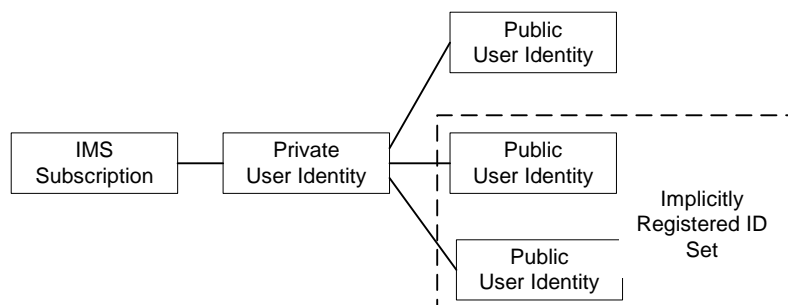 Public
User Identity
IMS
Subscription
Private
User Identity
Public
User Identity
Implicitly
Registered ID
Set
Public
User Identity